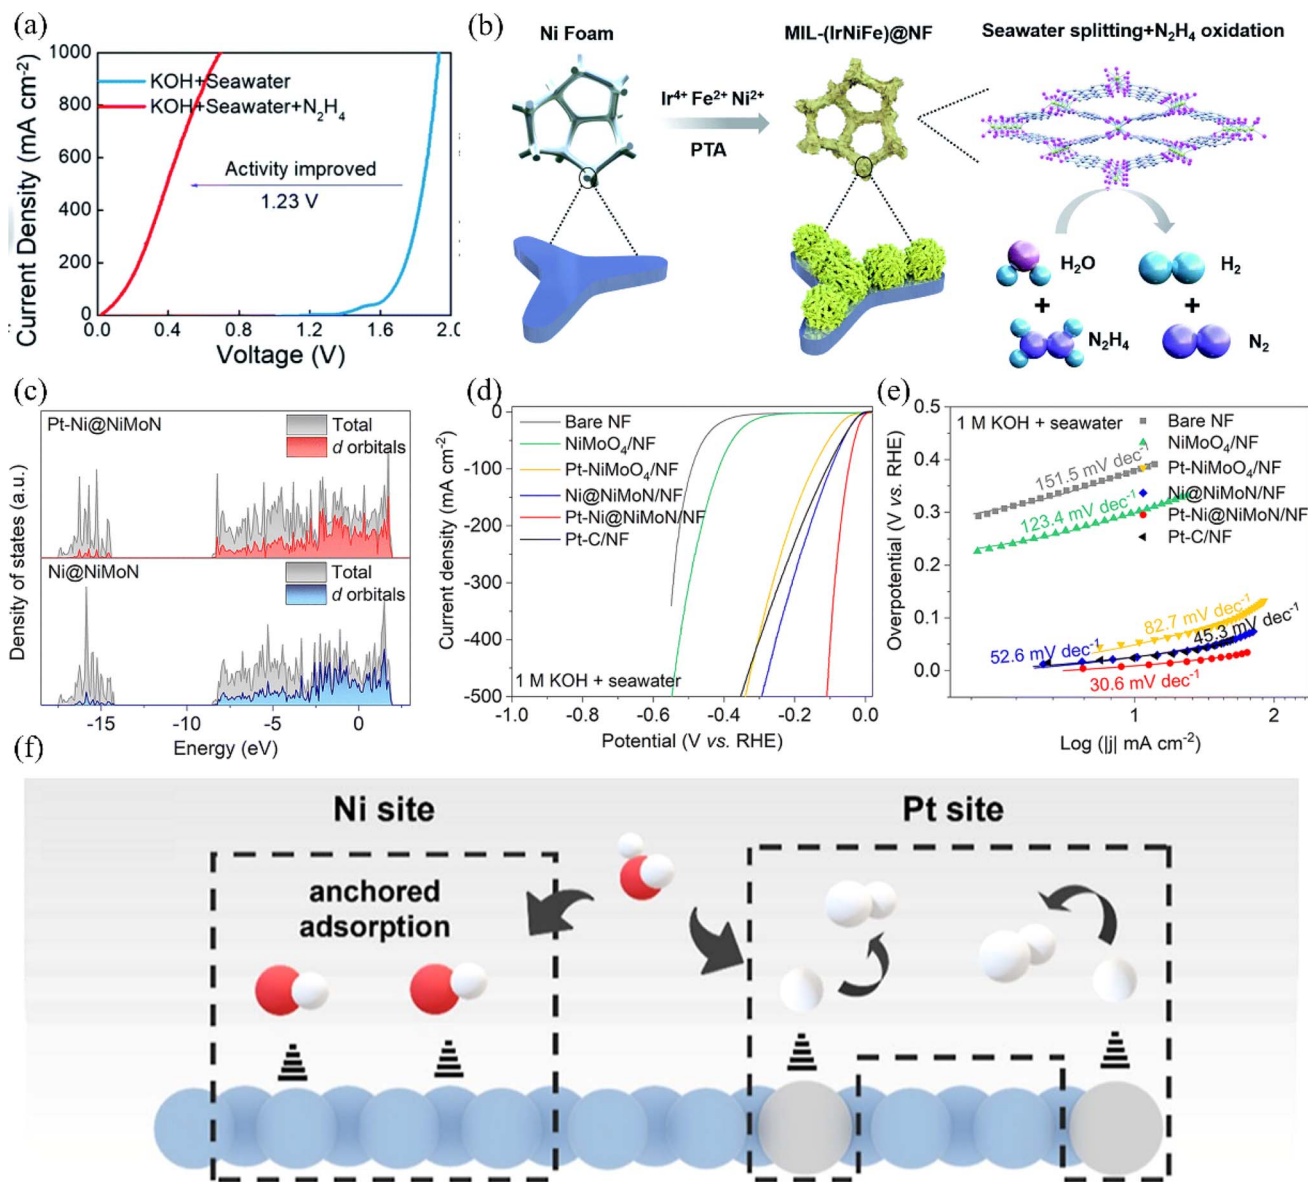 (a)
1000
800
600
400
200
0
Current Density (mA cm⁻²)
KOH+Seawater
KOH+Seawater+N₂H₄
Activity improved
1.23 V
0.0 0.4 0.8 1.2 1.6 2.0
Voltage (V)
(b)
Ni Foam
MIL-(IrNiFe)@NF
Seawater splitting+N₂H₄ oxidation
Ir⁴⁺ Fe²⁺ Ni²⁺
PTA
H₂O
H₂
+
+
N₂H₄
N₂
(c)
Pt-Ni@NiMoN
Total
d orbitals
Ni@NiMoN
Total
d orbitals
Density of states (a.u.)
-15 -10 -5 0
Energy (eV)
(d)
0
-100
-200
-300
-400
-500
Current density (mA cm⁻²)
Bare NF
NiMoO₄/NF
Pt-NiMoO₄/NF
Ni@NiMoN/NF
Pt-Ni@NiMoN/NF
Pt-C/NF
1 M KOH + seawater
-1.0 -0.8 -0.6 -0.4 -0.2 0.0
Potential (V vs. RHE)
(e)
0.5
0.4
0.3
0.2
0.1
0.0
Overpotential (V vs. RHE)
1 M KOH + seawater
Bare NF
NiMoO₄/NF
Pt-NiMoO₄/NF
Ni@NiMoN/NF
Pt-Ni@NiMoN/NF
Pt-C/NF
151.5 mV dec⁻¹
123.4 mV dec⁻¹
82.7 mV dec⁻¹
45.3 mV dec⁻¹
52.6 mV dec⁻¹
30.6 mV dec⁻¹
1 2
Log (|j| mA cm⁻²)
(f)
Ni site
Pt site
anchored
adsorption